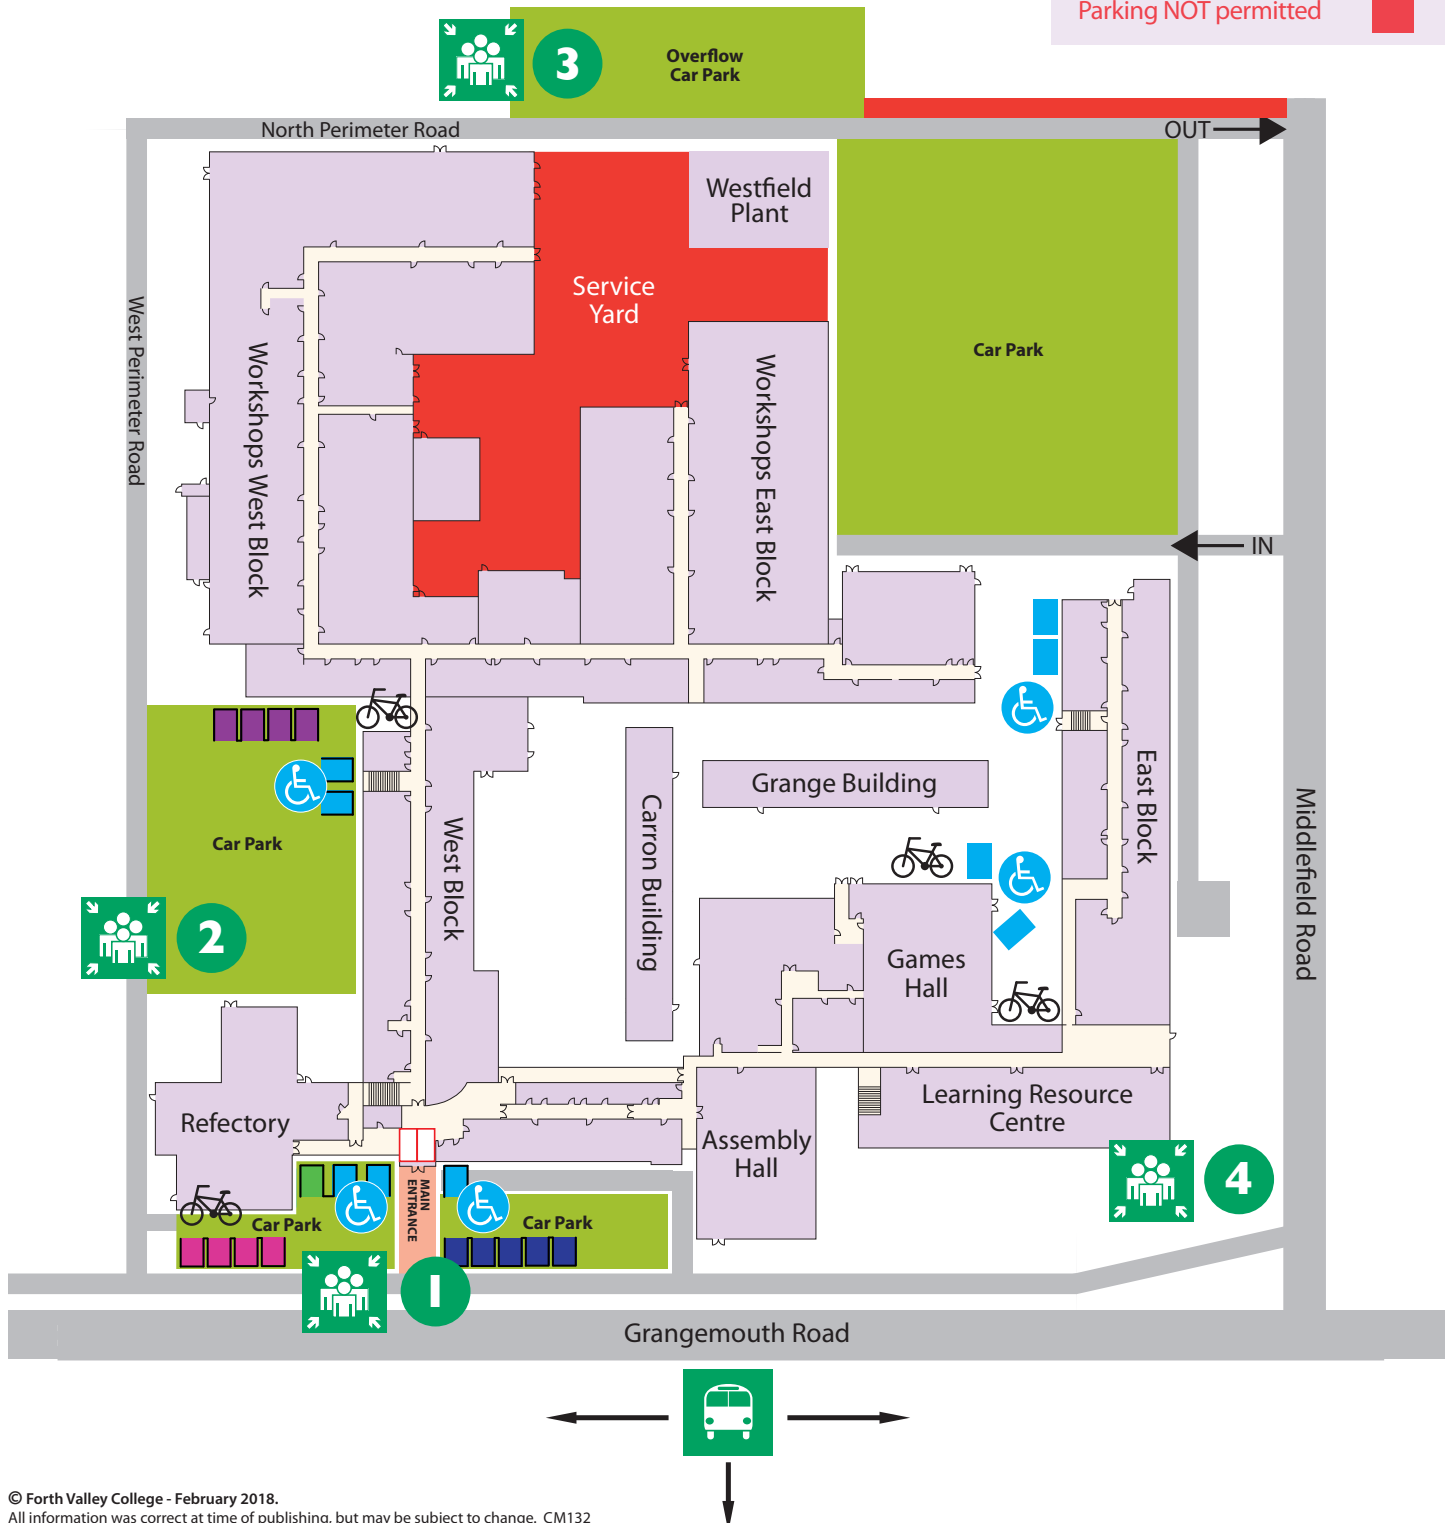 Parking NOT permitted
3
Overflow
Car Park
North Perimeter Road
OUT
Westfield
Plant
Service
Yard
West Perimeter Road
Workshops West Block
Workshops East Block
Car Park
IN
East Block
Grange Building
Middlefield Road
Car Park
West Block
Carron Building
2
Games
Hall
Refectory
Learning Resource
Centre
Assembly
Hall
4
MAIN
ENTRANCE
Car Park
Car Park
1
Grangemouth Road
© Forth Valley College - February 2018.
All information was correct at time of publishing, but may be subject to change. CM132